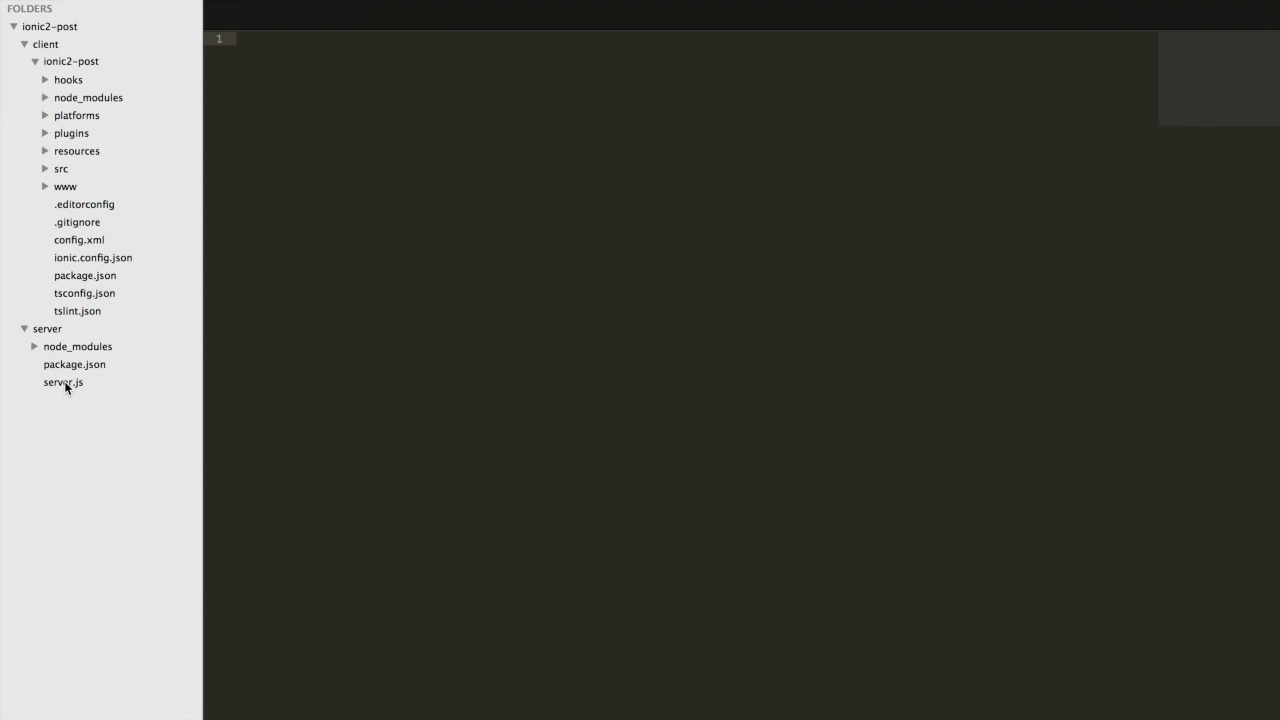 FOLDERS
ionic2-post
client
ionic2-post
hooks
node_modules
platforms
plugins
resources
src
www
.editorconfig
.gitignore
config.xml
ionic.config.json
package.json
tsconfig.json
tslint.json
server
node_modules
package.json
server.js
1